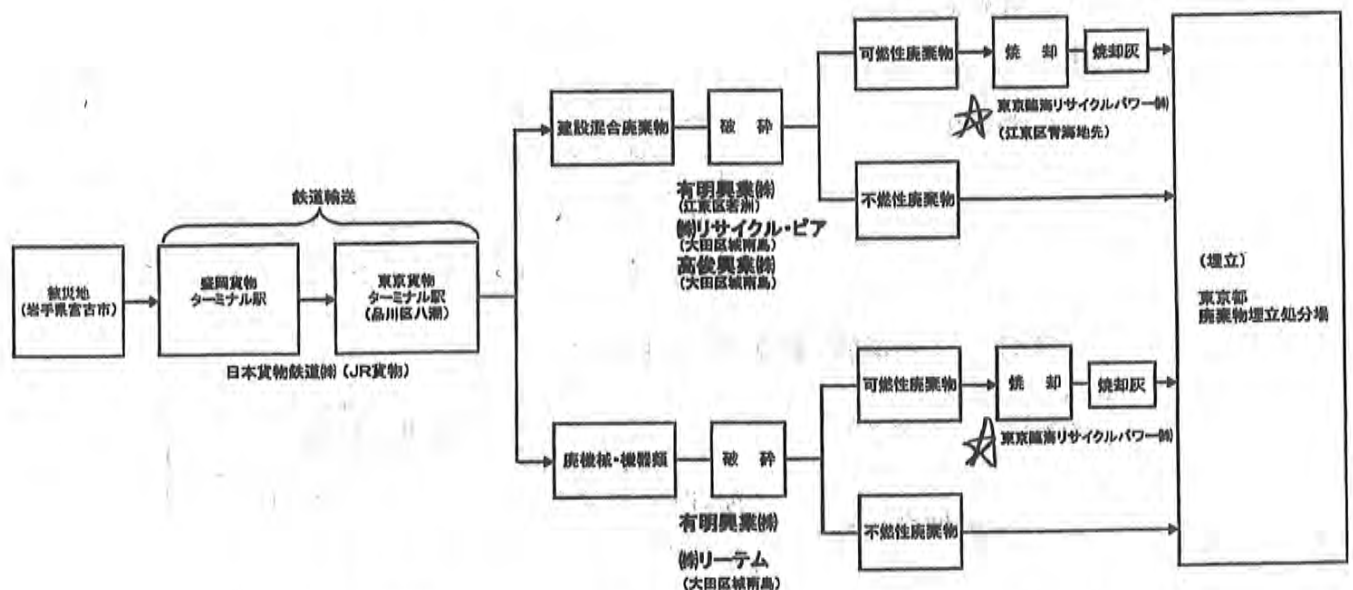 鉄道輸送
被災地
(岩手県宮古市)
盛岡貨物
ターミナル駅
東京貨物
ターミナル駅
(品川区八潮)
日本貨物鉄道㈱ (JR貨物)
建設混合廃棄物
破 砕
有明興業㈱
(江東区若洲)
㈱リサイクル・ピア
(大田区城南島)
高俊興業㈱
(大田区城南島)
可燃性廃棄物
焼 却
焼却灰
東京臨海リサイクルパワー㈱
(江東区青海地先)
不燃性廃棄物
廃機械・機器類
破 砕
有明興業㈱
㈱リーテム
(大田区城南島)
可燃性廃棄物
焼 却
焼却灰
東京臨海リサイクルパワー㈱
不燃性廃棄物
(埋立)
東京都
廃棄物埋立処分場